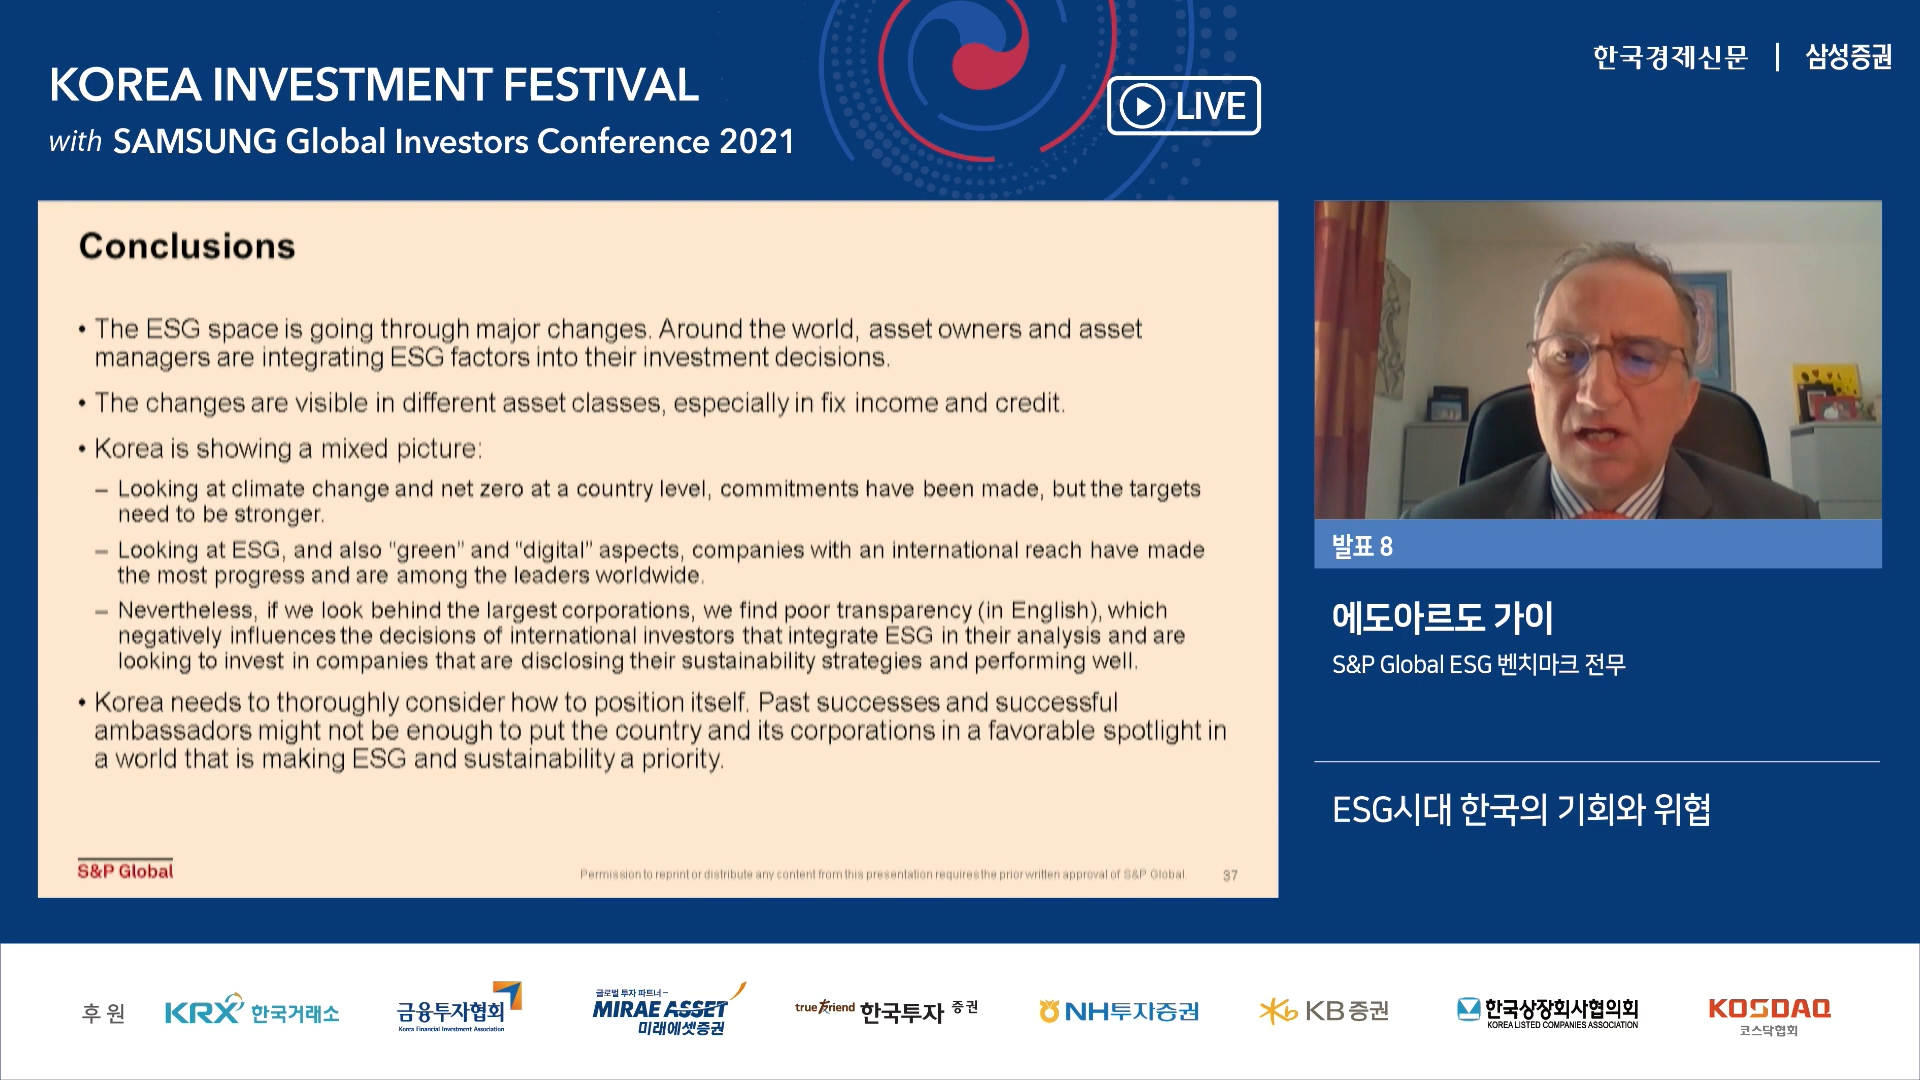 KOREA INVESTMENT FESTIVAL
with SAMSUNG Global Investors Conference 2021
LIVE
한국경제신문 | 삼성증권
Conclusions
• The ESG space is going through major changes. Around the world, asset owners and asset
managers are integrating ESG factors into their investment decisions.
• The changes are visible in different asset classes, especially in fix income and credit.
• Korea is showing a mixed picture:
– Looking at climate change and net zero at a country level, commitments have been made, but the targets
need to be stronger.
– Looking at ESG, and also “green” and “digital” aspects, companies with an international reach have made
the most progress and are among the leaders worldwide.
– Nevertheless, if we look behind the largest corporations, we find poor transparency (in English), which
negatively influences the decisions of international investors that integrate ESG in their analysis and are
looking to invest in companies that are disclosing their sustainability strategies and performing well.
• Korea needs to thoroughly consider how to position itself. Past successes and successful
ambassadors might not be enough to put the country and its corporations in a favorable spotlight in
a world that is making ESG and sustainability a priority.
S&P Global
Permission to reprint or distribute any content from this presentation requires the prior written approval of S&P Global.
37
발표 8
에도아르도 가이
S&P Global ESG 벤치마크 전무
ESG시대 한국의 기회와 위협
후 원
KRX 한국거래소
금융투자협회
Korea Financial Investment Association
글로벌 투자 파트너 –
MIRAE ASSET
미래에셋증권
true friend 한국투자 증권
NH투자증권
KB 증권
한국상장회사협의회
KOREA LISTED COMPANIES ASSOCIATION
KOSDAQ
코스닥협회